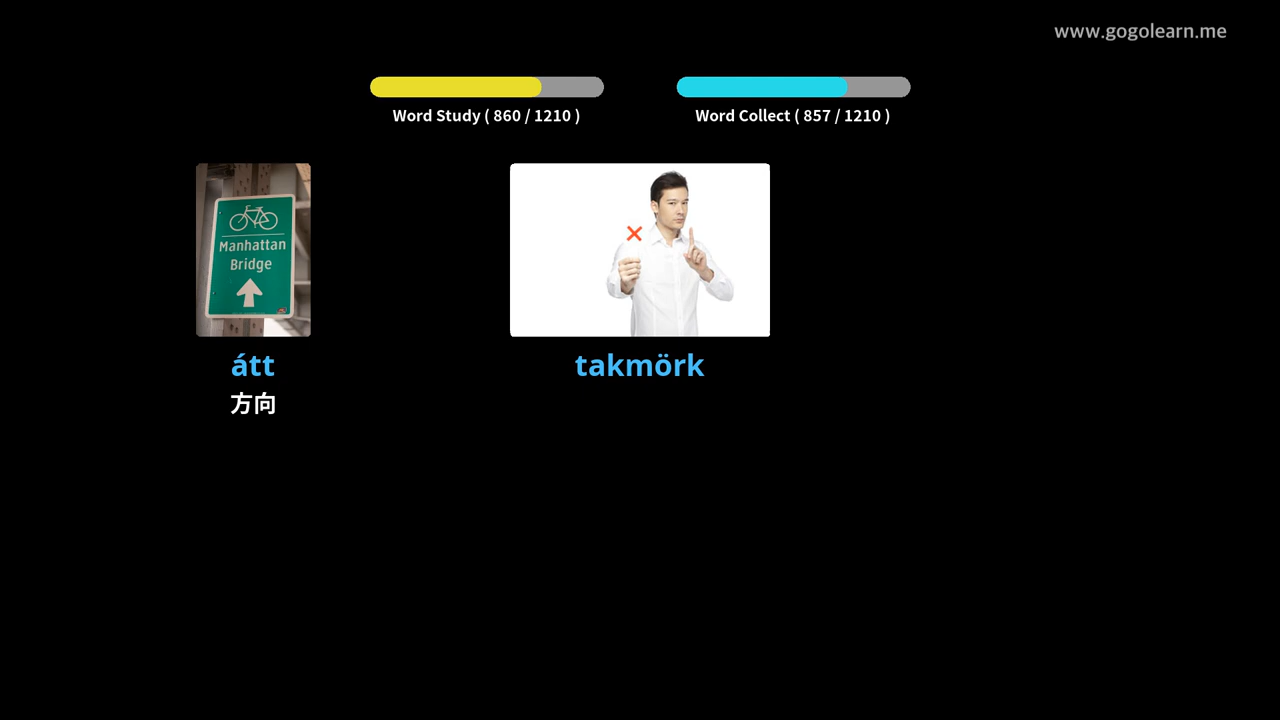 www.gogolearn.me
Word Study ( 860 / 1210 )
Word Collect ( 857 / 1210 )
Manhattan
Bridge
átt
方向
takmörk